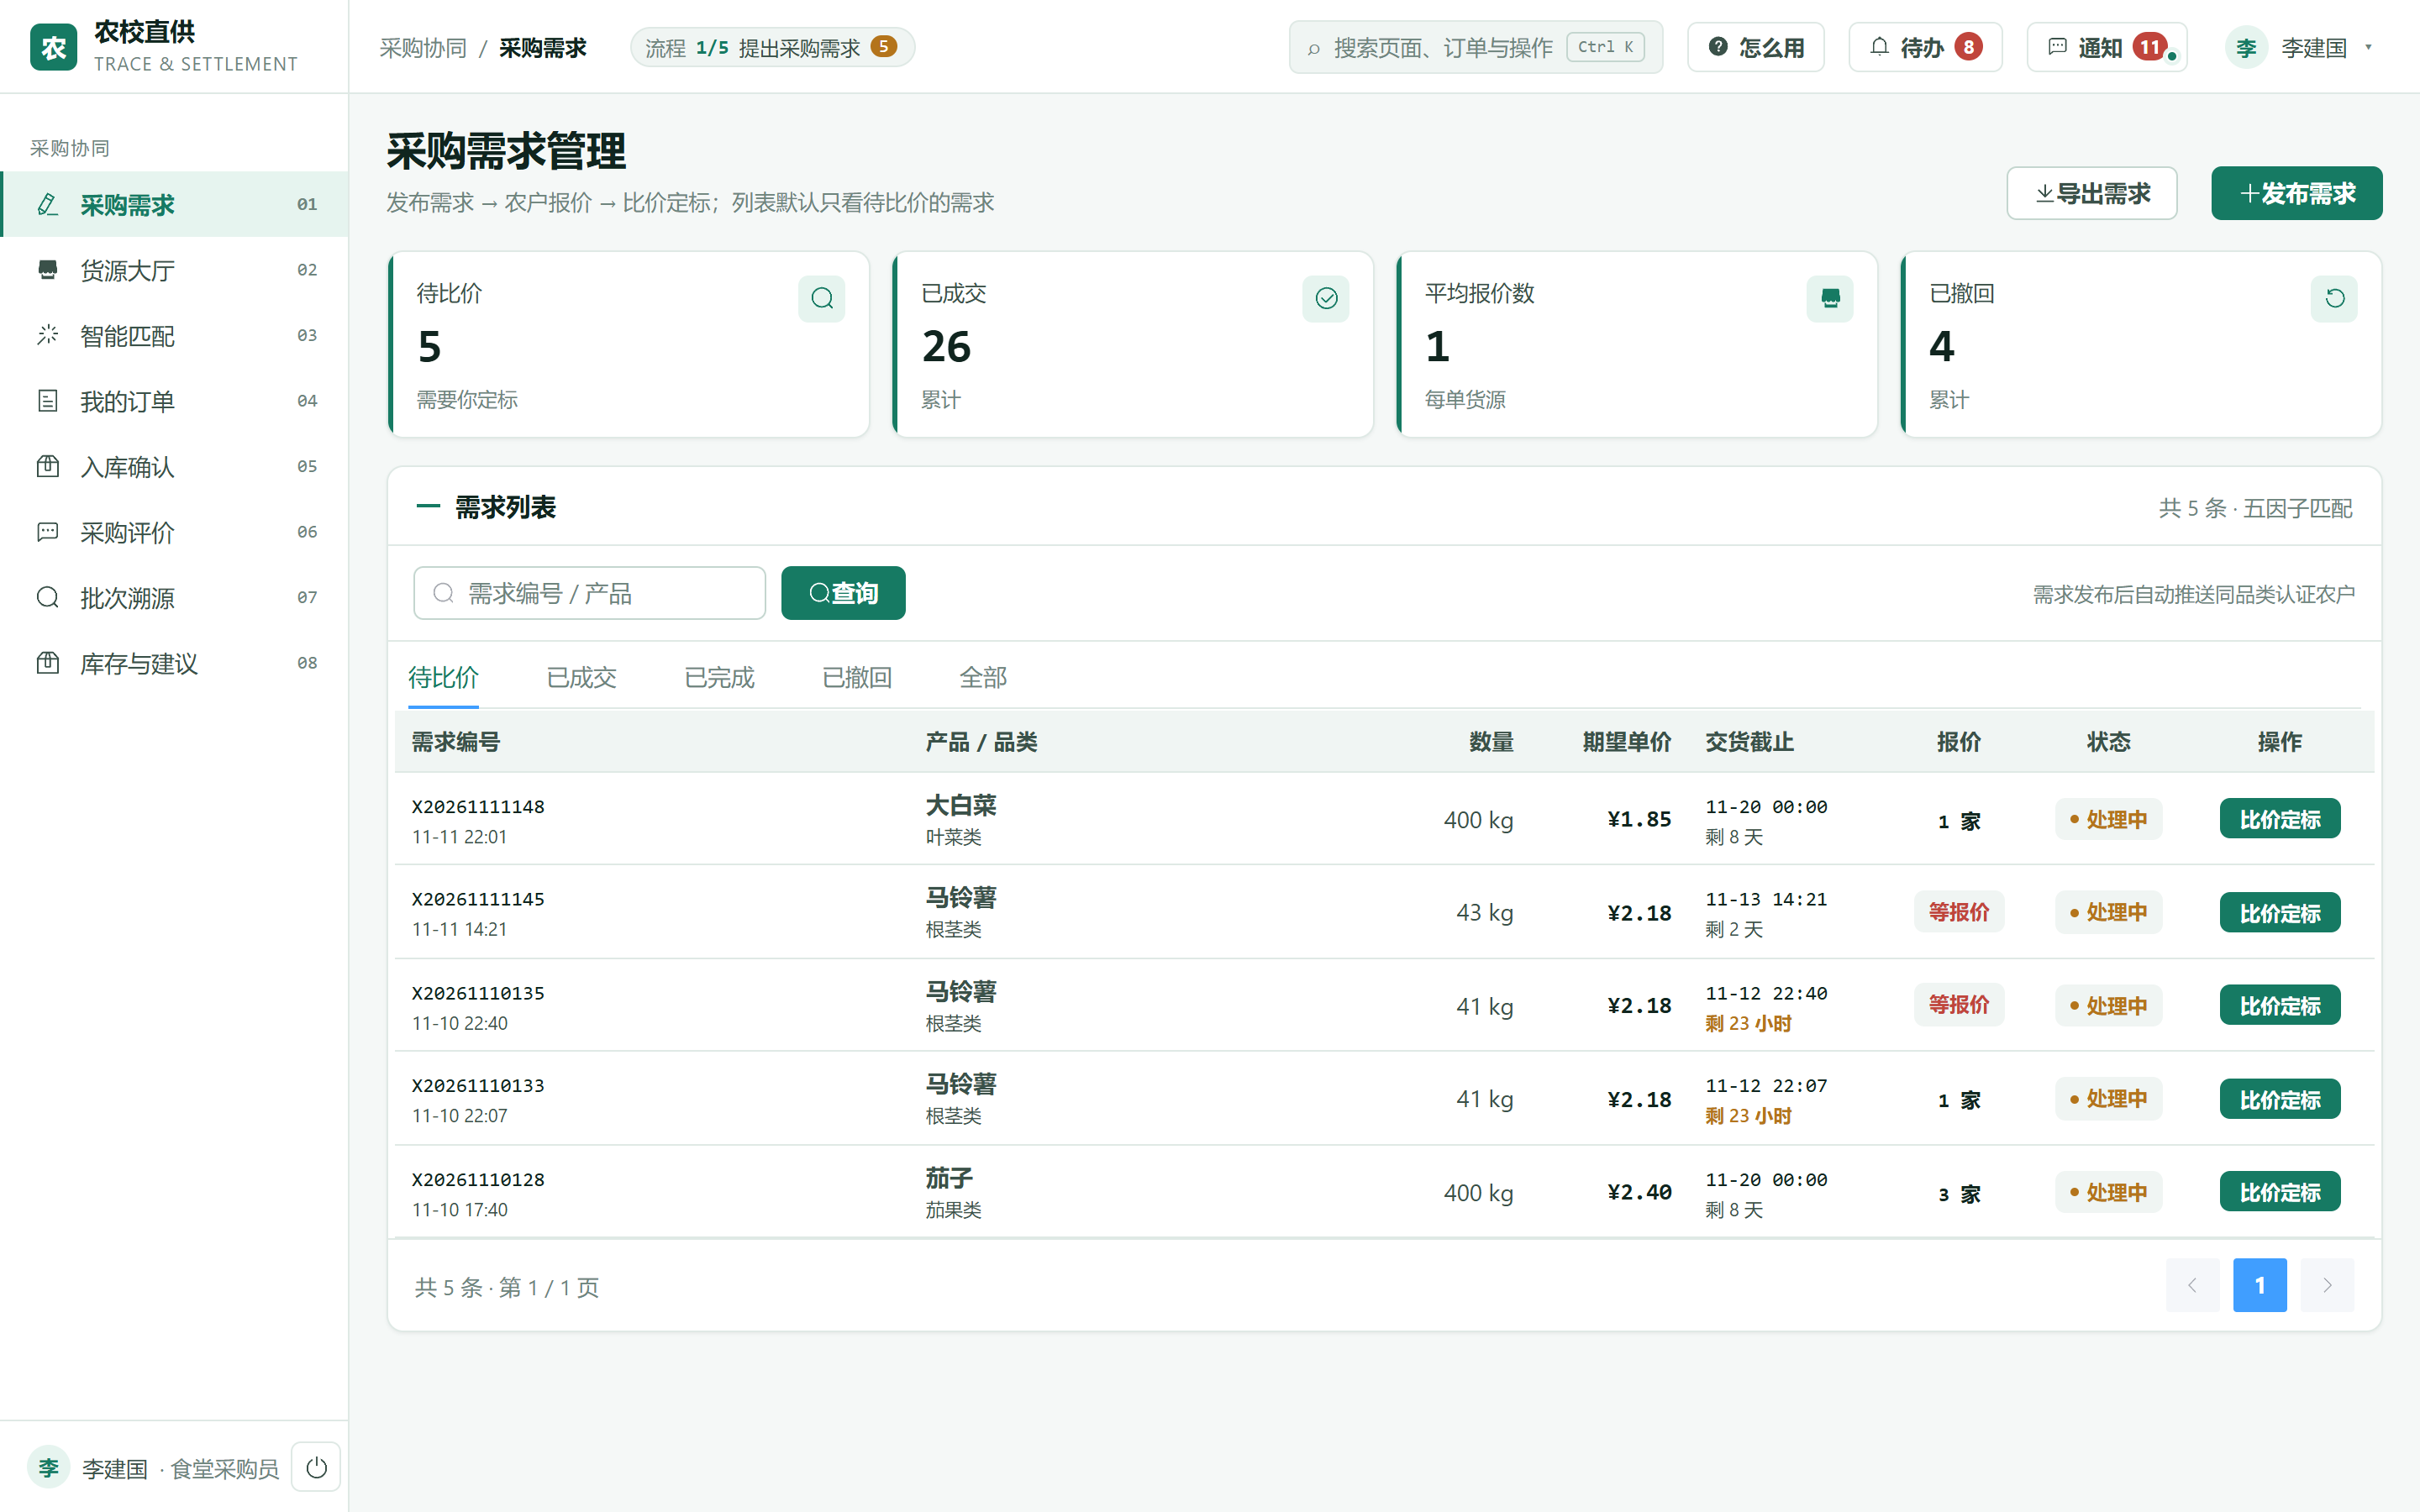 农
农校直供
TRACE & SETTLEMENT
采购协同 / 采购需求
流程 1/5 提出采购需求 5
搜索页面、订单与操作 Ctrl K
怎么用
待办 8
通知 11
李 李建国
采购协同
采购需求 01
货源大厅 02
智能匹配 03
我的订单 04
入库确认 05
采购评价 06
批次溯源 07
库存与建议 08
李 李建国 · 食堂采购员
采购需求管理
发布需求 → 农户报价 → 比价定标；列表默认只看待比价的需求
导出需求
发布需求
待比价
5
需要你定标
已成交
26
累计
平均报价数
1
每单货源
已撤回
4
累计
需求列表
共 5 条 · 五因子匹配
需求编号 / 产品
查询
需求发布后自动推送同品类认证农户
待比价 已成交 已完成 已撤回 全部
需求编号 产品 / 品类 数量 期望单价 交货截止 报价 状态 操作
X20261111148 大白菜 400 kg ¥1.85 11-20 00:00 1 家 处理中 比价定标
11-11 22:01 叶菜类 剩 8 天
X20261111145 马铃薯 43 kg ¥2.18 11-13 14:21 等报价 处理中 比价定标
11-11 14:21 根茎类 剩 2 天
X20261110135 马铃薯 41 kg ¥2.18 11-12 22:40 等报价 处理中 比价定标
11-10 22:40 根茎类 剩 23 小时
X20261110133 马铃薯 41 kg ¥2.18 11-12 22:07 1 家 处理中 比价定标
11-10 22:07 根茎类 剩 23 小时
X20261110128 茄子 400 kg ¥2.40 11-20 00:00 3 家 处理中 比价定标
11-10 17:40 茄果类 剩 8 天
共 5 条 · 第 1 / 1 页
1